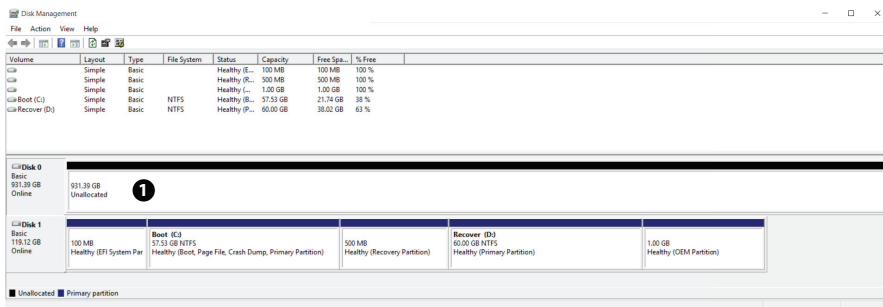 Disk Management
File Action View Help
Volume Layout Type File System Status Capacity Free Spa... % Free
Simple Basic Healthy (E... 100 MB 100 MB 100 %
Simple Basic Healthy (R... 500 MB 500 MB 100 %
Simple Basic Healthy (... 1.00 GB 1.00 GB 100 %
Boot (C:) Simple Basic NTFS Healthy (B... 57.53 GB 21.74 GB 38 %
Recover (D:) Simple Basic NTFS Healthy (P... 60.00 GB 38.02 GB 63 %
Disk 0
Basic
931.39 GB
Online
931.39 GB
Unallocated
1
Disk 1
Basic
119.12 GB
Online
100 MB
Healthy (EFI System Par
Boot (C:)
57.53 GB NTFS
Healthy (Boot, Page File, Crash Dump, Primary Partition)
500 MB
Healthy (Recovery Partition)
Recover (D:)
60.00 GB NTFS
Healthy (Primary Partition)
1.00 GB
Healthy (OEM Partition)
Unallocated Primary partition